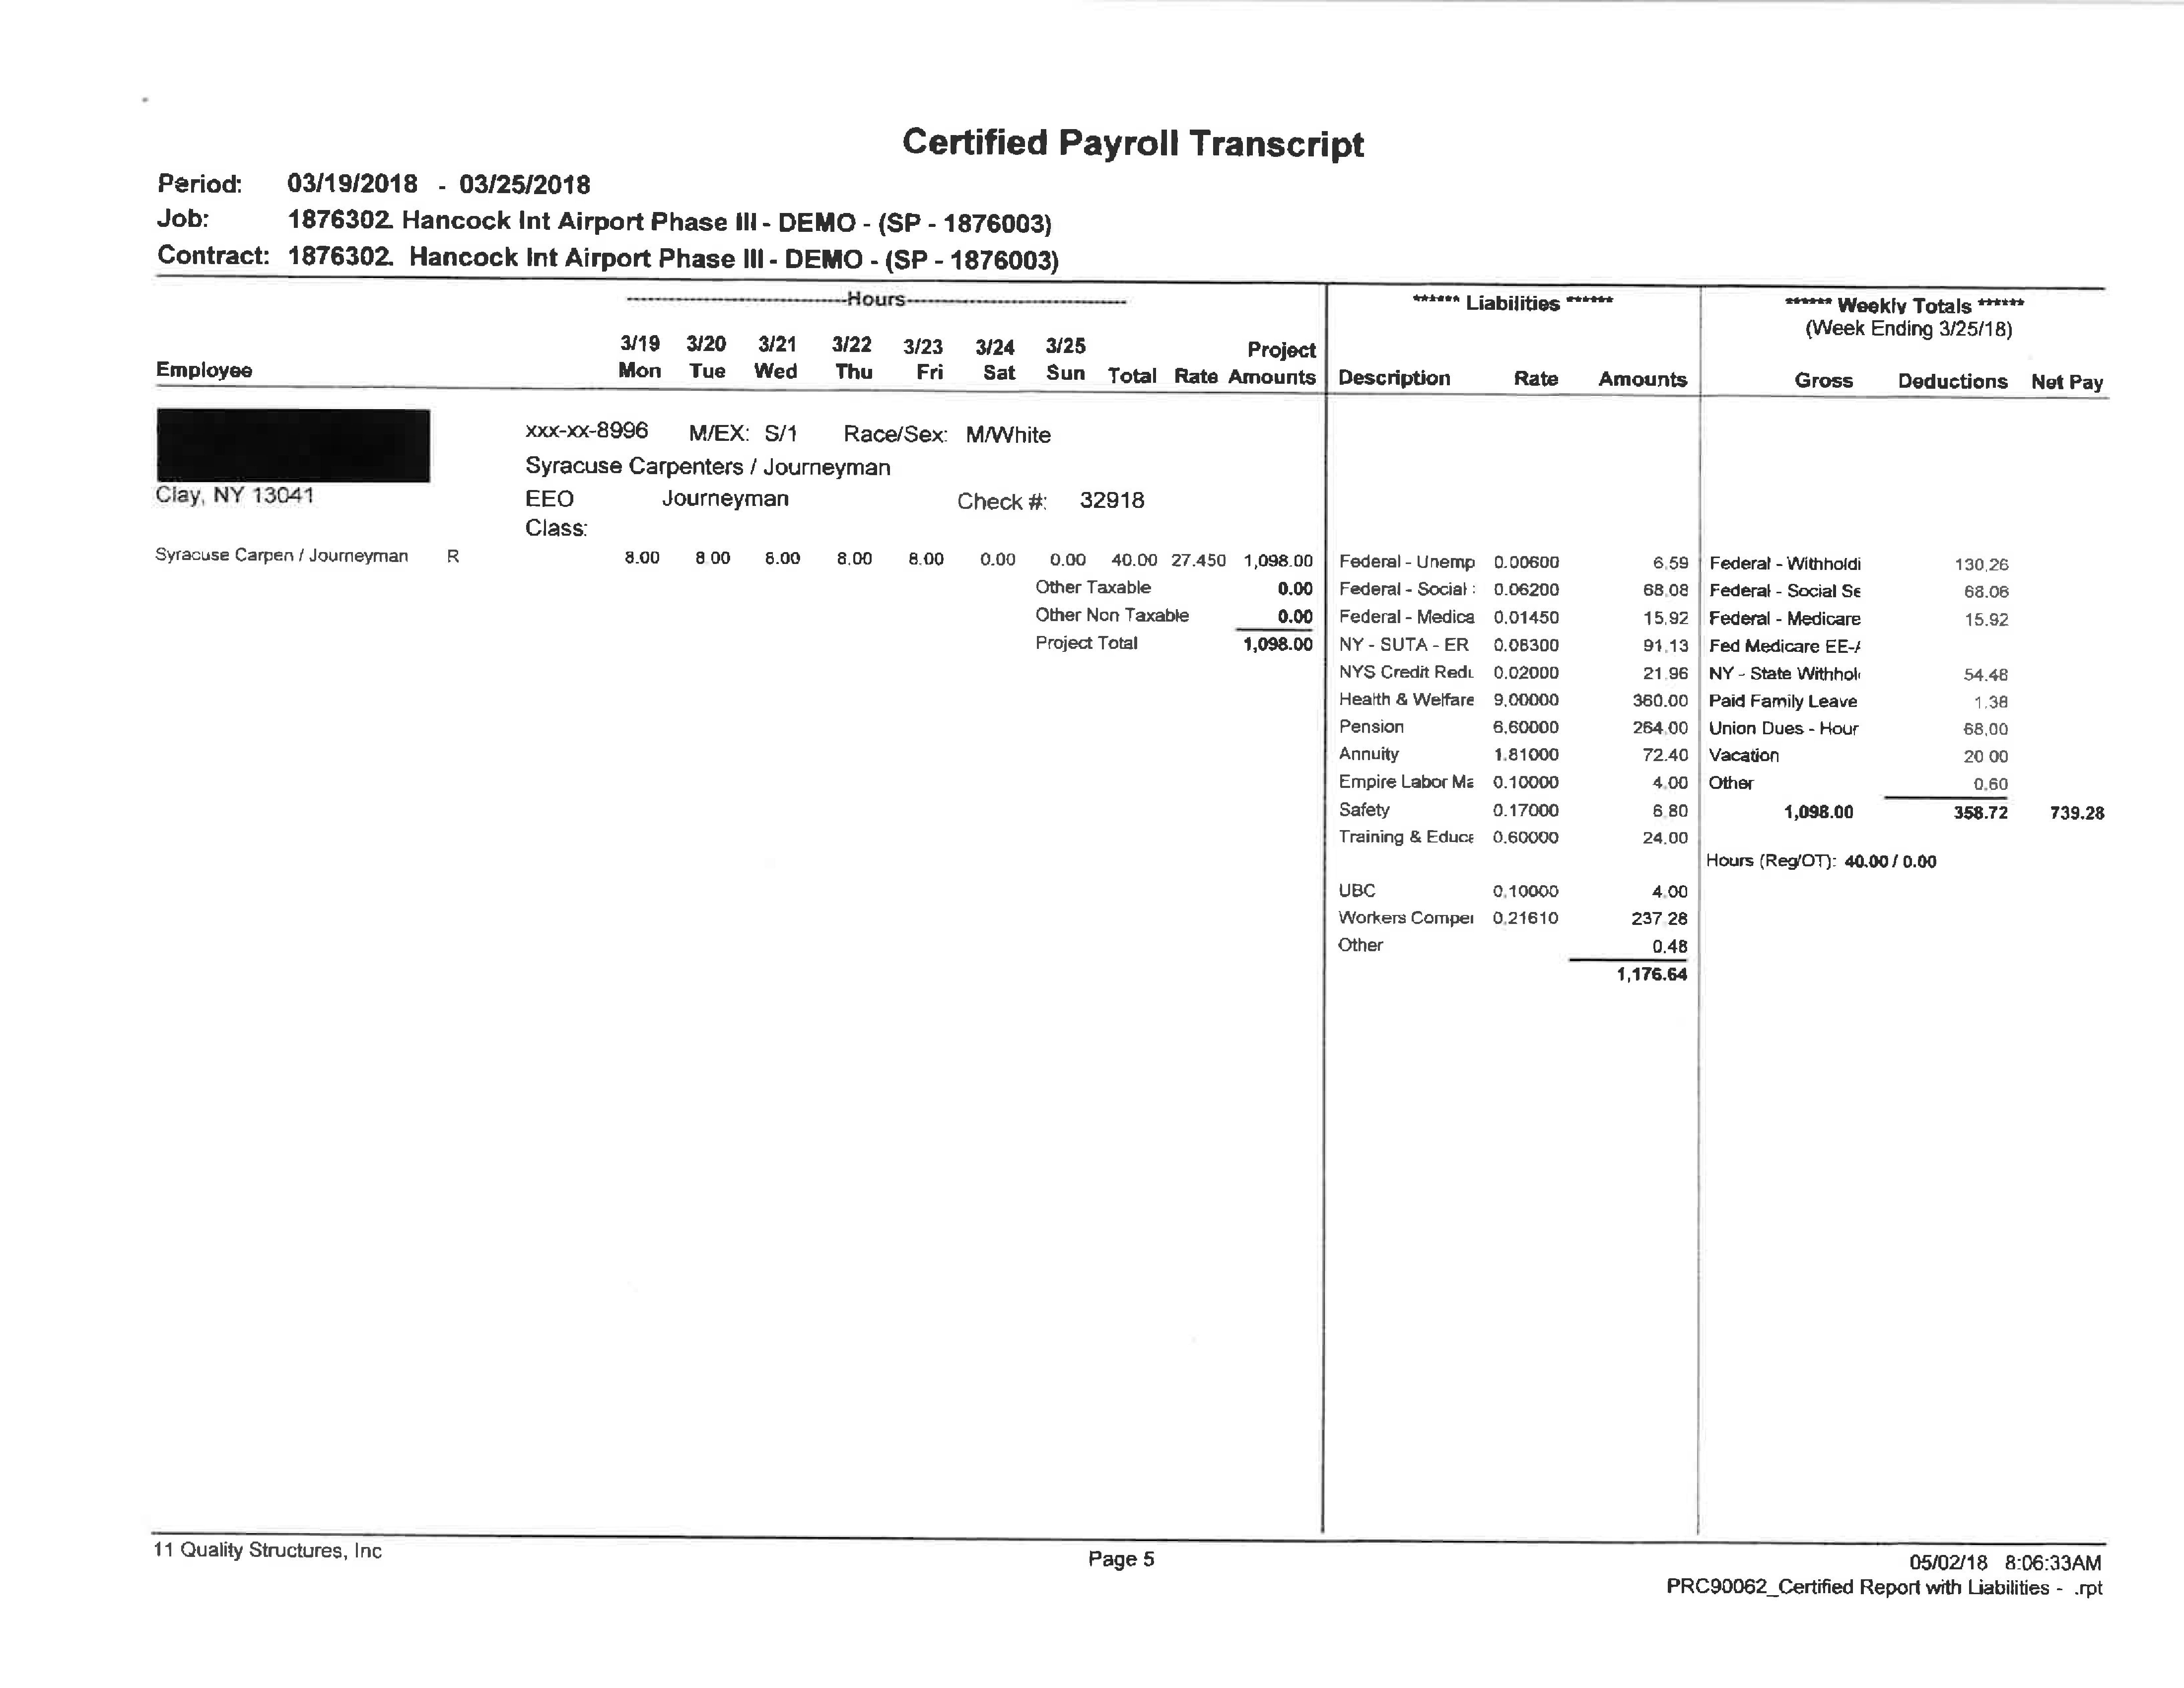 Certified Payroll Transcript
Period: 03/19/2018 - 03/25/2018
Job: 1876302. Hancock Int Airport Phase III - DEMO - (SP - 1876003)
Contract: 1876302. Hancock Int Airport Phase III - DEMO - (SP - 1876003)
----------Hours---------- ****** Liabilities ****** ****** Weekly Totals ******
(Week Ending 3/25/18)
3/19 3/20 3/21 3/22 3/23 3/24 3/25 Project
Employee Mon Tue Wed Thu Fri Sat Sun Total Rate Amounts Description Rate Amounts Gross Deductions Net Pay
xxx-xx-8996 M/EX: S/1 Race/Sex: M/White
Syracuse Carpenters / Journeyman
Clay, NY 13041 EEO Journeyman Check #: 32918
Class:
Syracuse Carpen / Journeyman R 8.00 8.00 8.00 8.00 8.00 0.00 0.00 40.00 27.450 1,098.00 Federal - Unemp 0.00600 6.59 Federal - Withholdi 130.26
Other Taxable 0.00 Federal - Social : 0.06200 68.08 Federal - Social Se 68.08
Other Non Taxable 0.00 Federal - Medica 0.01450 15.92 Federal - Medicare 15.92
Project Total 1,098.00 NY - SUTA - ER 0.08300 91.13 Fed Medicare EE-A
NYS Credit Redu 0.02000 21.96 NY - State Withhol 54.48
Health & Welfare 9.00000 360.00 Paid Family Leave 1.38
Pension 6.60000 264.00 Union Dues - Hour 68.00
Annuity 1.81000 72.40 Vacation 20.00
Empire Labor Ma 0.10000 4.00 Other 0.60
Safety 0.17000 6.80 1,098.00 358.72 739.28
Training & Educa 0.60000 24.00
Hours (Reg/OT): 40.00 / 0.00
UBC 0.10000 4.00
Workers Compe 0.21610 237.28
Other 0.48
1,176.64
11 Quality Structures, Inc Page 5 05/02/18 8:06:33AM
PRC90062_Certified Report with Liabilities - .rpt